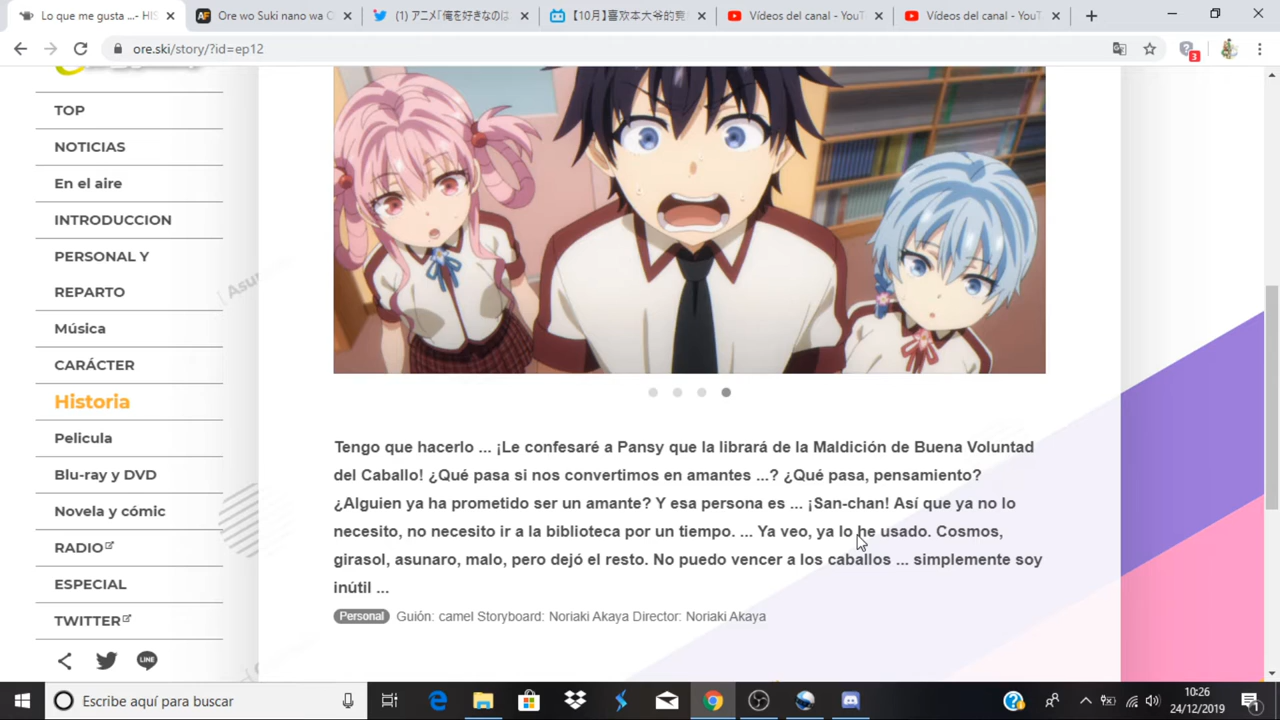 Lo que me gusta ...- HIS
Ore wo Suki nano wa O
(1) アニメ「俺を好きなのは
【10月】喜欢本大爷的竟
Vídeos del canal - YouT
Vídeos del canal - YouT
ore.ski/story/?id=ep12
3
TOP
NOTICIAS
En el aire
INTRODUCCION
PERSONAL Y
REPARTO
Música
CARÁCTER
Historia
Pelicula
Blu-ray y DVD
Novela y cómic
RADIO
ESPECIAL
TWITTER
LINE
Tengo que hacerlo ... ¡Le confesaré a Pansy que la librará de la Maldición de Buena Voluntad
del Caballo! ¿Qué pasa si nos convertimos en amantes ...? ¿Qué pasa, pensamiento?
¿Alguien ya ha prometido ser un amante? Y esa persona es ... ¡San-chan! Así que ya no lo
necesito, no necesito ir a la biblioteca por un tiempo. ... Ya veo, ya lo he usado. Cosmos,
girasol, asunaro, malo, pero dejó el resto. No puedo vencer a los caballos ... simplemente soy
inútil ...
Personal Guión: camel Storyboard: Noriaki Akaya Director: Noriaki Akaya
Escribe aquí para buscar
10:26
24/12/2019
1